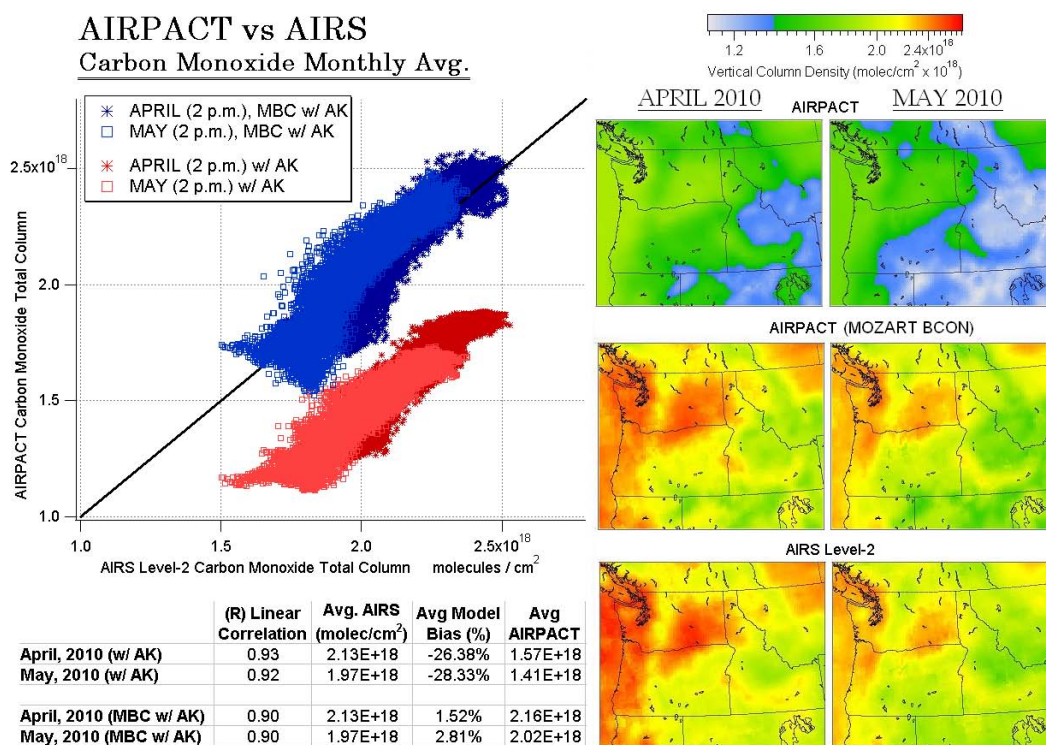 AIRPACT vs AIRS
Carbon Monoxide Monthly Avg.
APRIL (2 p.m.), MBC w/ AK
MAY (2 p.m.), MBC w/ AK
APRIL (2 p.m.) w/ AK
MAY (2 p.m.) w/ AK
2.5x10^18
2.0
1.5
1.0
AIRPACT Carbon Monoxide Total Column
1.0 1.5 2.0 2.5x10^18
AIRS Level-2 Carbon Monoxide Total Column molecules / cm^2
1.2 1.6 2.0 2.4x10^18
Vertical Column Density (molec/cm^2 x 10^18)
APRIL 2010 MAY 2010
AIRPACT
AIRPACT (MOZART BCON)
AIRS Level-2
(R) Linear Correlation Avg. AIRS (molec/cm^2) Avg Model Bias (%) Avg AIRPACT
April, 2010 (w/ AK) 0.93 2.13E+18 -26.38% 1.57E+18
May, 2010 (w/ AK) 0.92 1.97E+18 -28.33% 1.41E+18
April, 2010 (MBC w/ AK) 0.90 2.13E+18 1.52% 2.16E+18
May, 2010 (MBC w/ AK) 0.90 1.97E+18 2.81% 2.02E+18